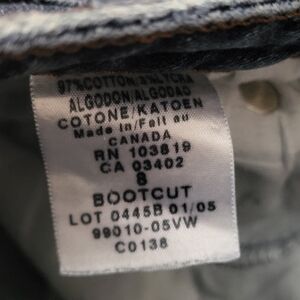 97%COTTON/3%LYCRA
ALGODON/ALGODAO
COTONE/KATOEN
Made in/Fait au
CANADA
RN 103819
CA 03402
8
BOOTCUT
LOT 0445B 01/05
99010-05VW
C0138